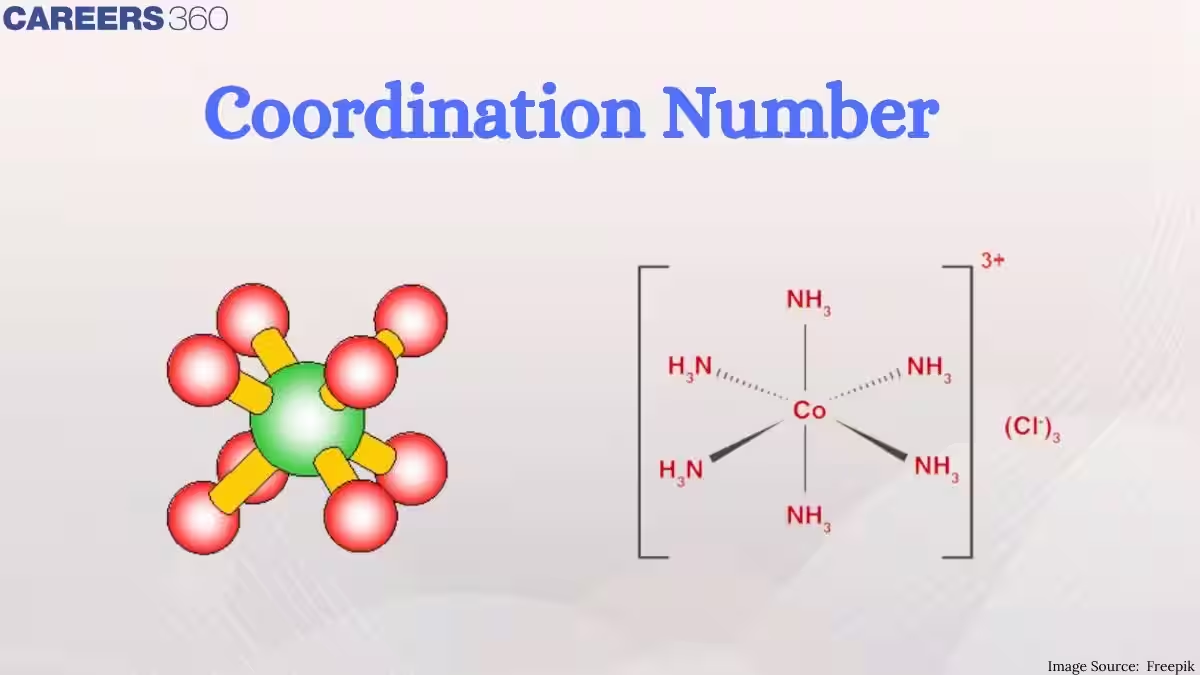 CAREERS360
Coordination Number
3+
NH₃
H₃N NH₃
Co
(Cl⁻)₃
H₃N NH₃
NH₃
Image Source: Freepik